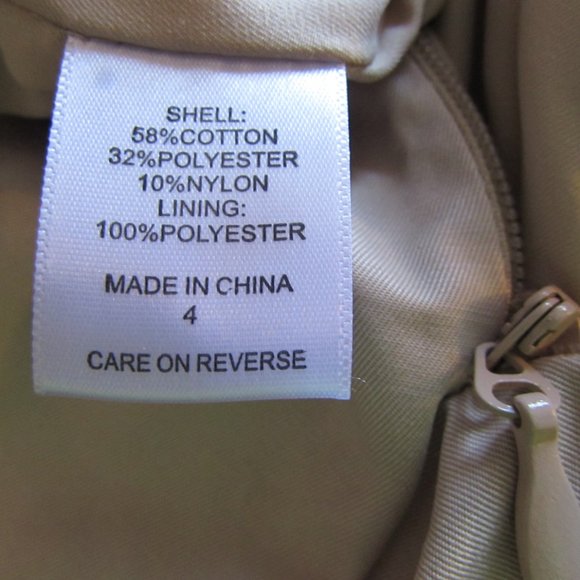 SHELL:
58%COTTON
32%POLYESTER
10%NYLON
LINING:
100%POLYESTER
MADE IN CHINA
4
CARE ON REVERSE